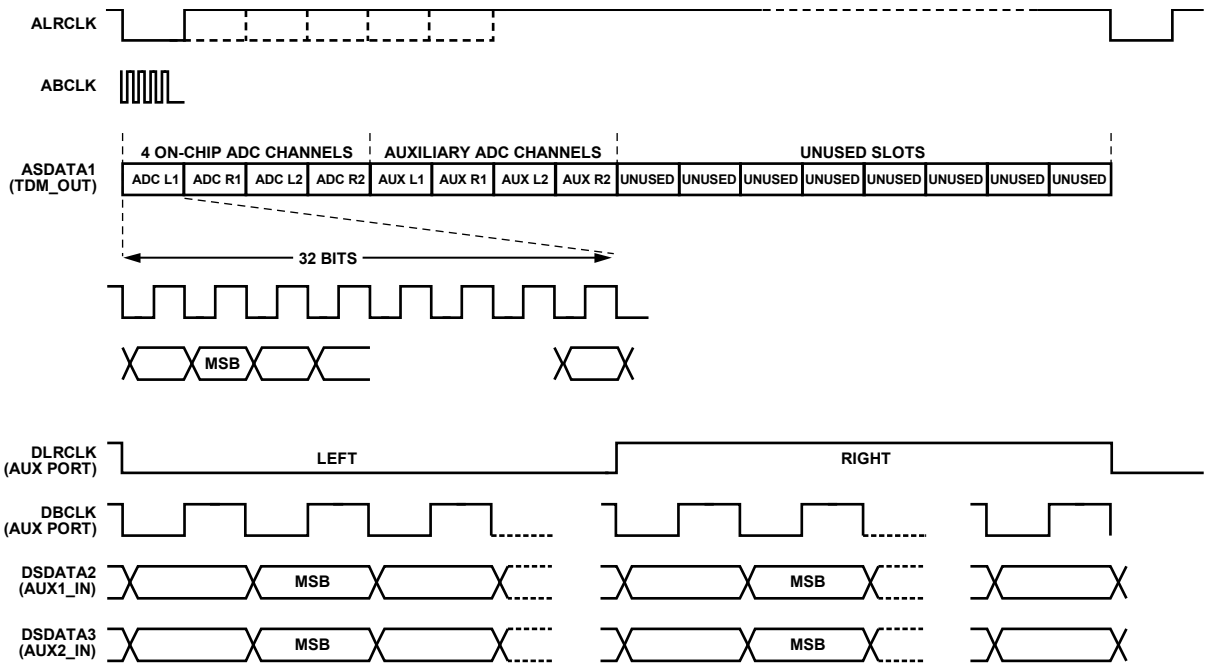 ALRCLK
ABCLK
4 ON-CHIP ADC CHANNELS AUXILIARY ADC CHANNELS UNUSED SLOTS
ASDATA1
(TDM_OUT)
ADC L1 ADC R1 ADC L2 ADC R2 AUX L1 AUX R1 AUX L2 AUX R2 UNUSED UNUSED UNUSED UNUSED UNUSED UNUSED UNUSED UNUSED
32 BITS
MSB
DLRCLK
(AUX PORT)
LEFT RIGHT
DBCLK
(AUX PORT)
DSDATA2
(AUX1_IN)
MSB MSB
DSDATA3
(AUX2_IN)
MSB MSB